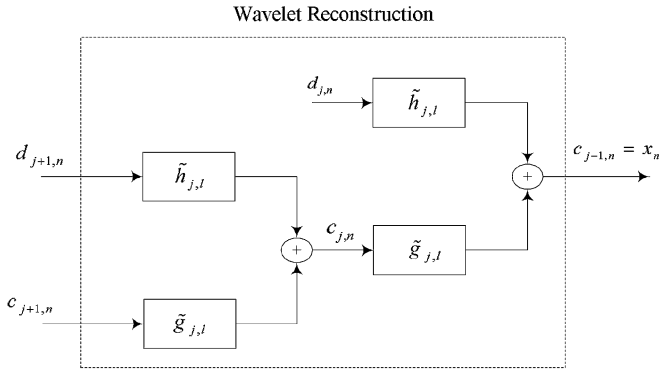 Wavelet Reconstruction
d_{j,n}
h̃_{j,l}
d_{j+1,n}
h̃_{j,l}
+
c_{j-1,n} = x_n
c_{j,n}
g̃_{j,l}
+
c_{j+1,n}
g̃_{j,l}